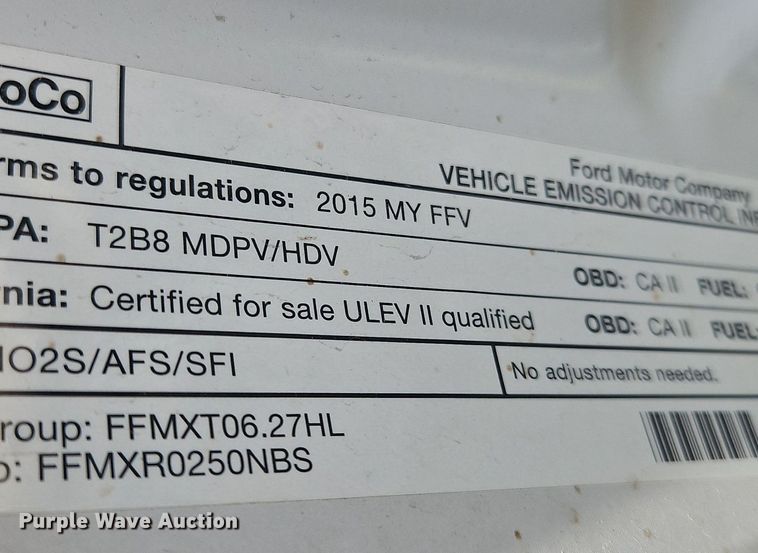 oCo
Ford Motor Company
VEHICLE EMISSION CONTROL INF
rms to regulations: 2015 MY FFV
PA: T2B8 MDPV/HDV OBD: CA II FUEL:
nia: Certified for sale ULEV II qualified OBD: CA II FUEL:
HO2S/AFS/SFI No adjustments needed.
roup: FFMXT06.27HL
p: FFMXR0250NBS
Purple Wave Auction